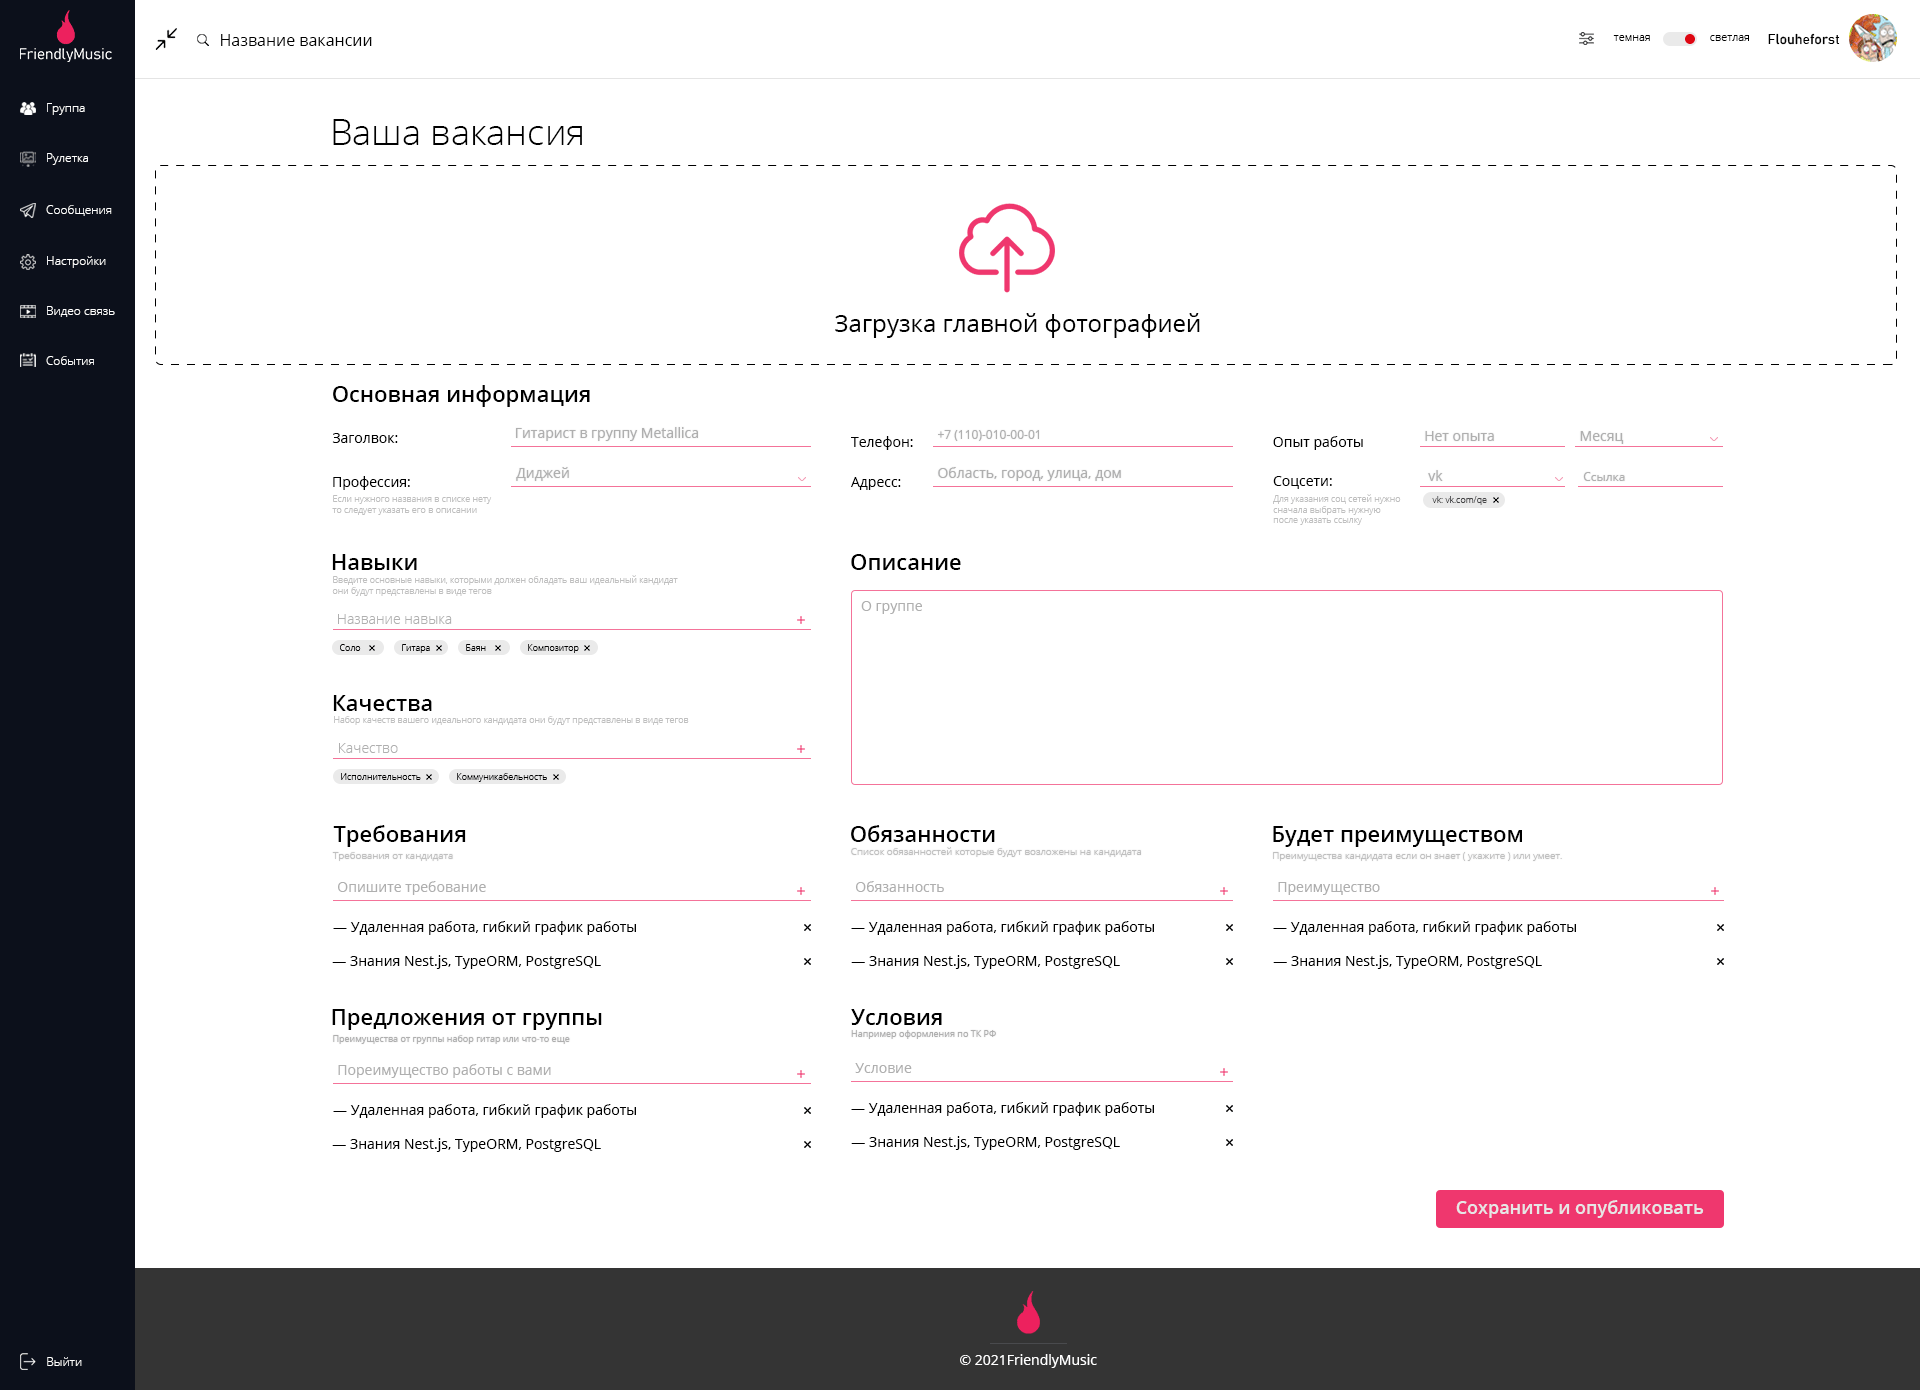 FriendlyMusic
Группа
Рулетка
Сообщения
Настройки
Видео связь
События
Выйти
Название вакансии
темная
светлая
Flouheforst
Ваша вакансия
Загрузка главной фотографией
Основная информация
Заголвок:
Гитарист в группу Metallica
Телефон:
+7 (110)-010-00-01
Опыт работы
Нет опыта
Месяц
Профессия:
Диджей
Если нужного названия в списке нету
то следует указать его в описании
Адресс:
Область, город, улица, дом
Соцсети:
vk
Ссылка
Для указания соц сетей нужно
сначала выбрать нужную
после указать ссылку
vk: vk.com/qe ×
Навыки
Введите основные навыки, которыми должен обладать ваш идеальный кандидат
они будут представлены в виде тегов
Название навыка +
Соло × Гитара × Баян × Композитор ×
Описание
О группе
Качества
Набор качеств вашего идеального кандидата они будут представлены в виде тегов
Качество +
Исполнительность × Коммуникабельность ×
Требования
Требования от кандидата
Опишите требование +
— Удаленная работа, гибкий график работы ×
— Знания Nest.js, TypeORM, PostgreSQL ×
Обязанности
Список обязанностей которые будут возложены на кандидата
Обязанность +
— Удаленная работа, гибкий график работы ×
— Знания Nest.js, TypeORM, PostgreSQL ×
Будет преимуществом
Преимущества кандидата если он знает ( укажите ) или умеет.
Преимущество +
— Удаленная работа, гибкий график работы ×
— Знания Nest.js, TypeORM, PostgreSQL ×
Предложения от группы
Преимущества от группы набор гитар или что-то еще
Пореимущество работы с вами +
— Удаленная работа, гибкий график работы ×
— Знания Nest.js, TypeORM, PostgreSQL ×
Условия
Например оформления по ТК РФ
Условие +
— Удаленная работа, гибкий график работы ×
— Знания Nest.js, TypeORM, PostgreSQL ×
Сохранить и опубликовать
© 2021FriendlyMusic